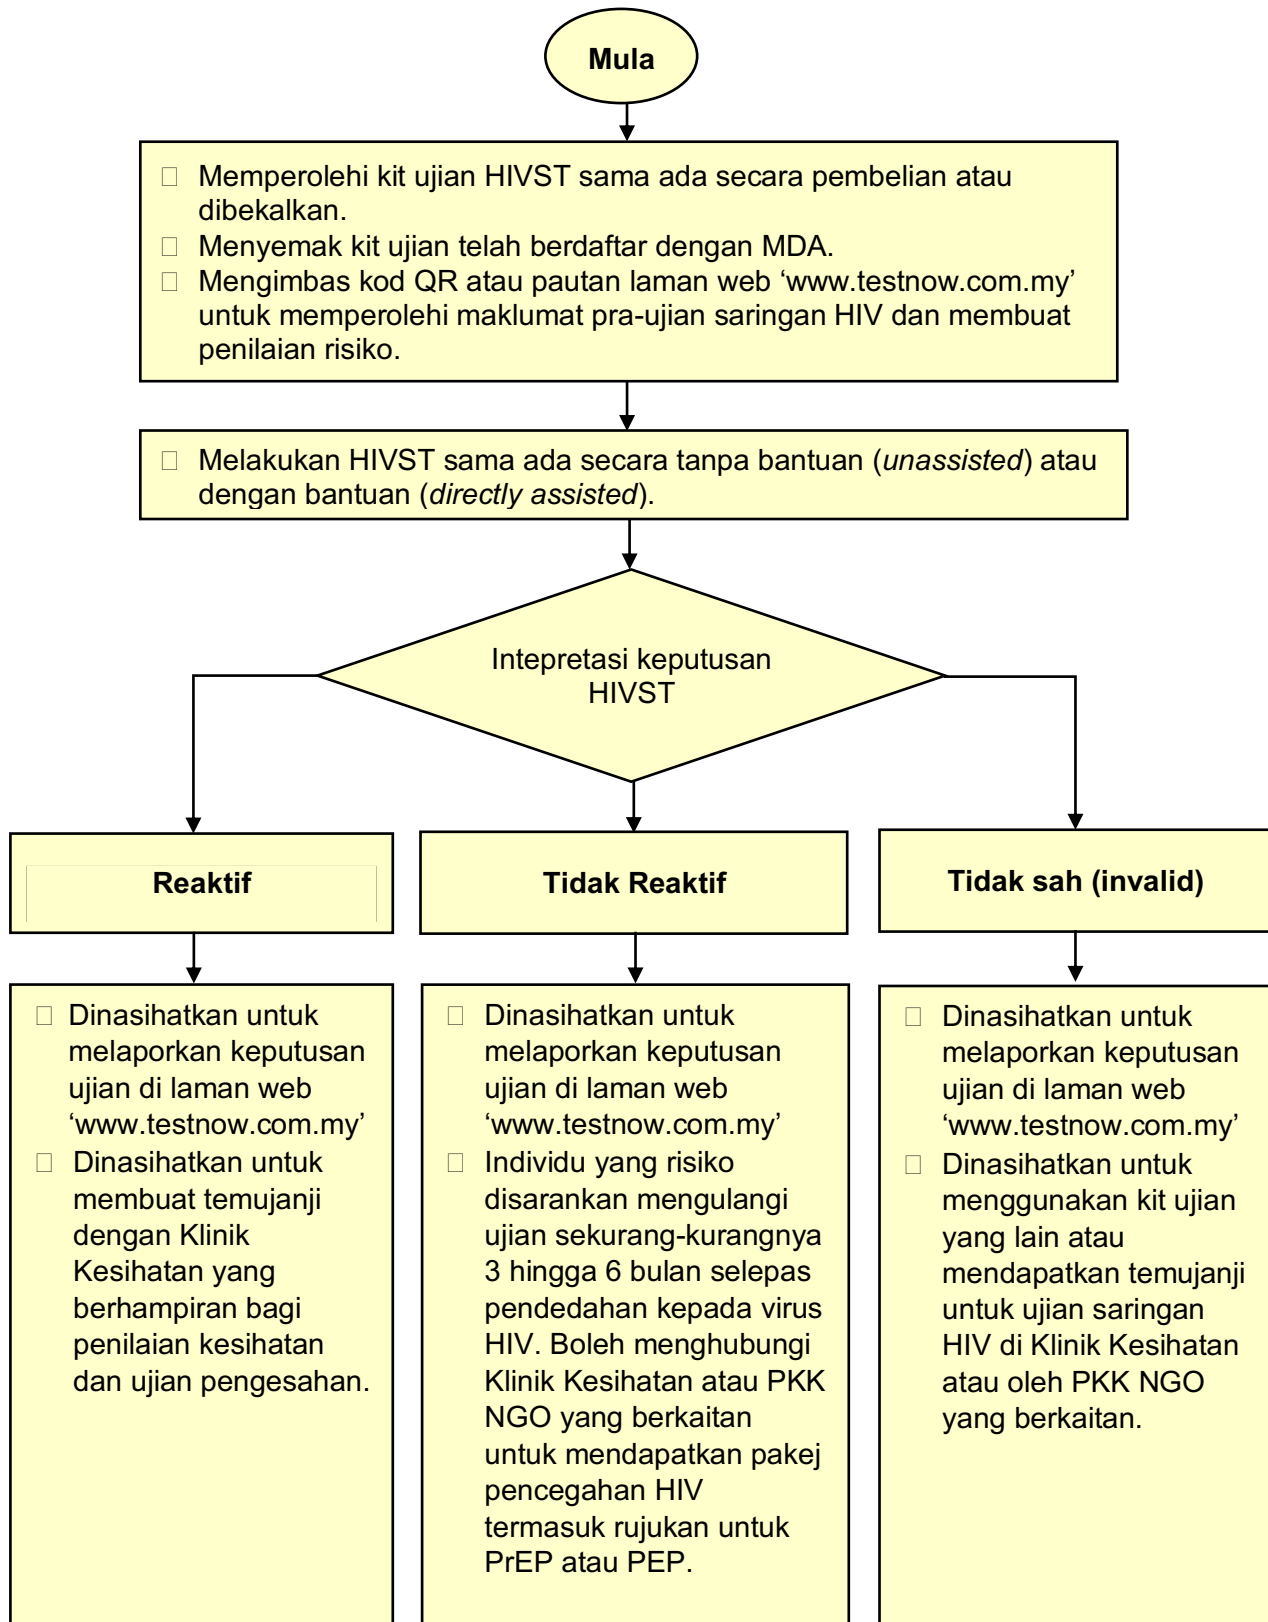 Mula
Memperolehi kit ujian HIVST sama ada secara pembelian atau
dibekalkan.
Menyemak kit ujian telah berdaftar dengan MDA.
Mengimbas kod QR atau pautan laman web ‘www.testnow.com.my’
untuk memperolehi maklumat pra-ujian saringan HIV dan membuat
penilaian risiko.
Melakukan HIVST sama ada secara tanpa bantuan (unassisted) atau
dengan bantuan (directly assisted).
Intepretasi keputusan
HIVST
Reaktif
Tidak Reaktif
Tidak sah (invalid)
Dinasihatkan untuk
melaporkan keputusan
ujian di laman web
‘www.testnow.com.my’
Dinasihatkan untuk
membuat temujanji
dengan Klinik
Kesihatan yang
berhampiran bagi
penilaian kesihatan
dan ujian pengesahan.
Dinasihatkan untuk
melaporkan keputusan
ujian di laman web
‘www.testnow.com.my’
Individu yang risiko
disarankan mengulangi
ujian sekurang-kurangnya
3 hingga 6 bulan selepas
pendedahan kepada virus
HIV. Boleh menghubungi
Klinik Kesihatan atau PKK
NGO yang berkaitan
untuk mendapatkan pakej
pencegahan HIV
termasuk rujukan untuk
PrEP atau PEP.
Dinasihatkan untuk
melaporkan keputusan
ujian di laman web
‘www.testnow.com.my’
Dinasihatkan untuk
menggunakan kit ujian
yang lain atau
mendapatkan temujanji
untuk ujian saringan
HIV di Klinik Kesihatan
atau oleh PKK NGO
yang berkaitan.